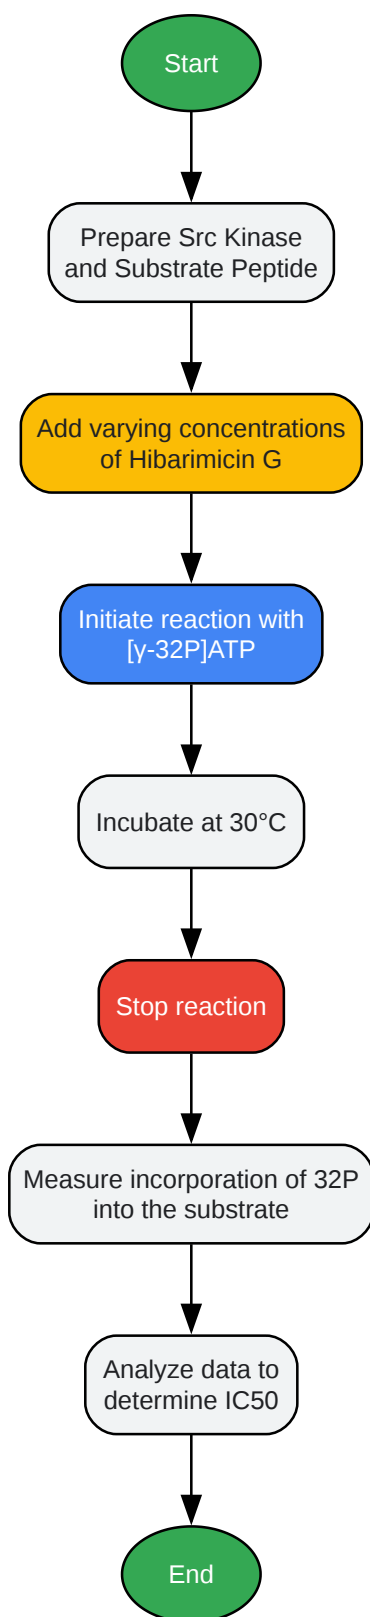 Start
Prepare Src Kinase
and Substrate Peptide
Add varying concentrations
of Hibarimicin G
Initiate reaction with
[γ-32P]ATP
Incubate at 30°C
Stop reaction
Measure incorporation of 32P
into the substrate
Analyze data to
determine IC50
End